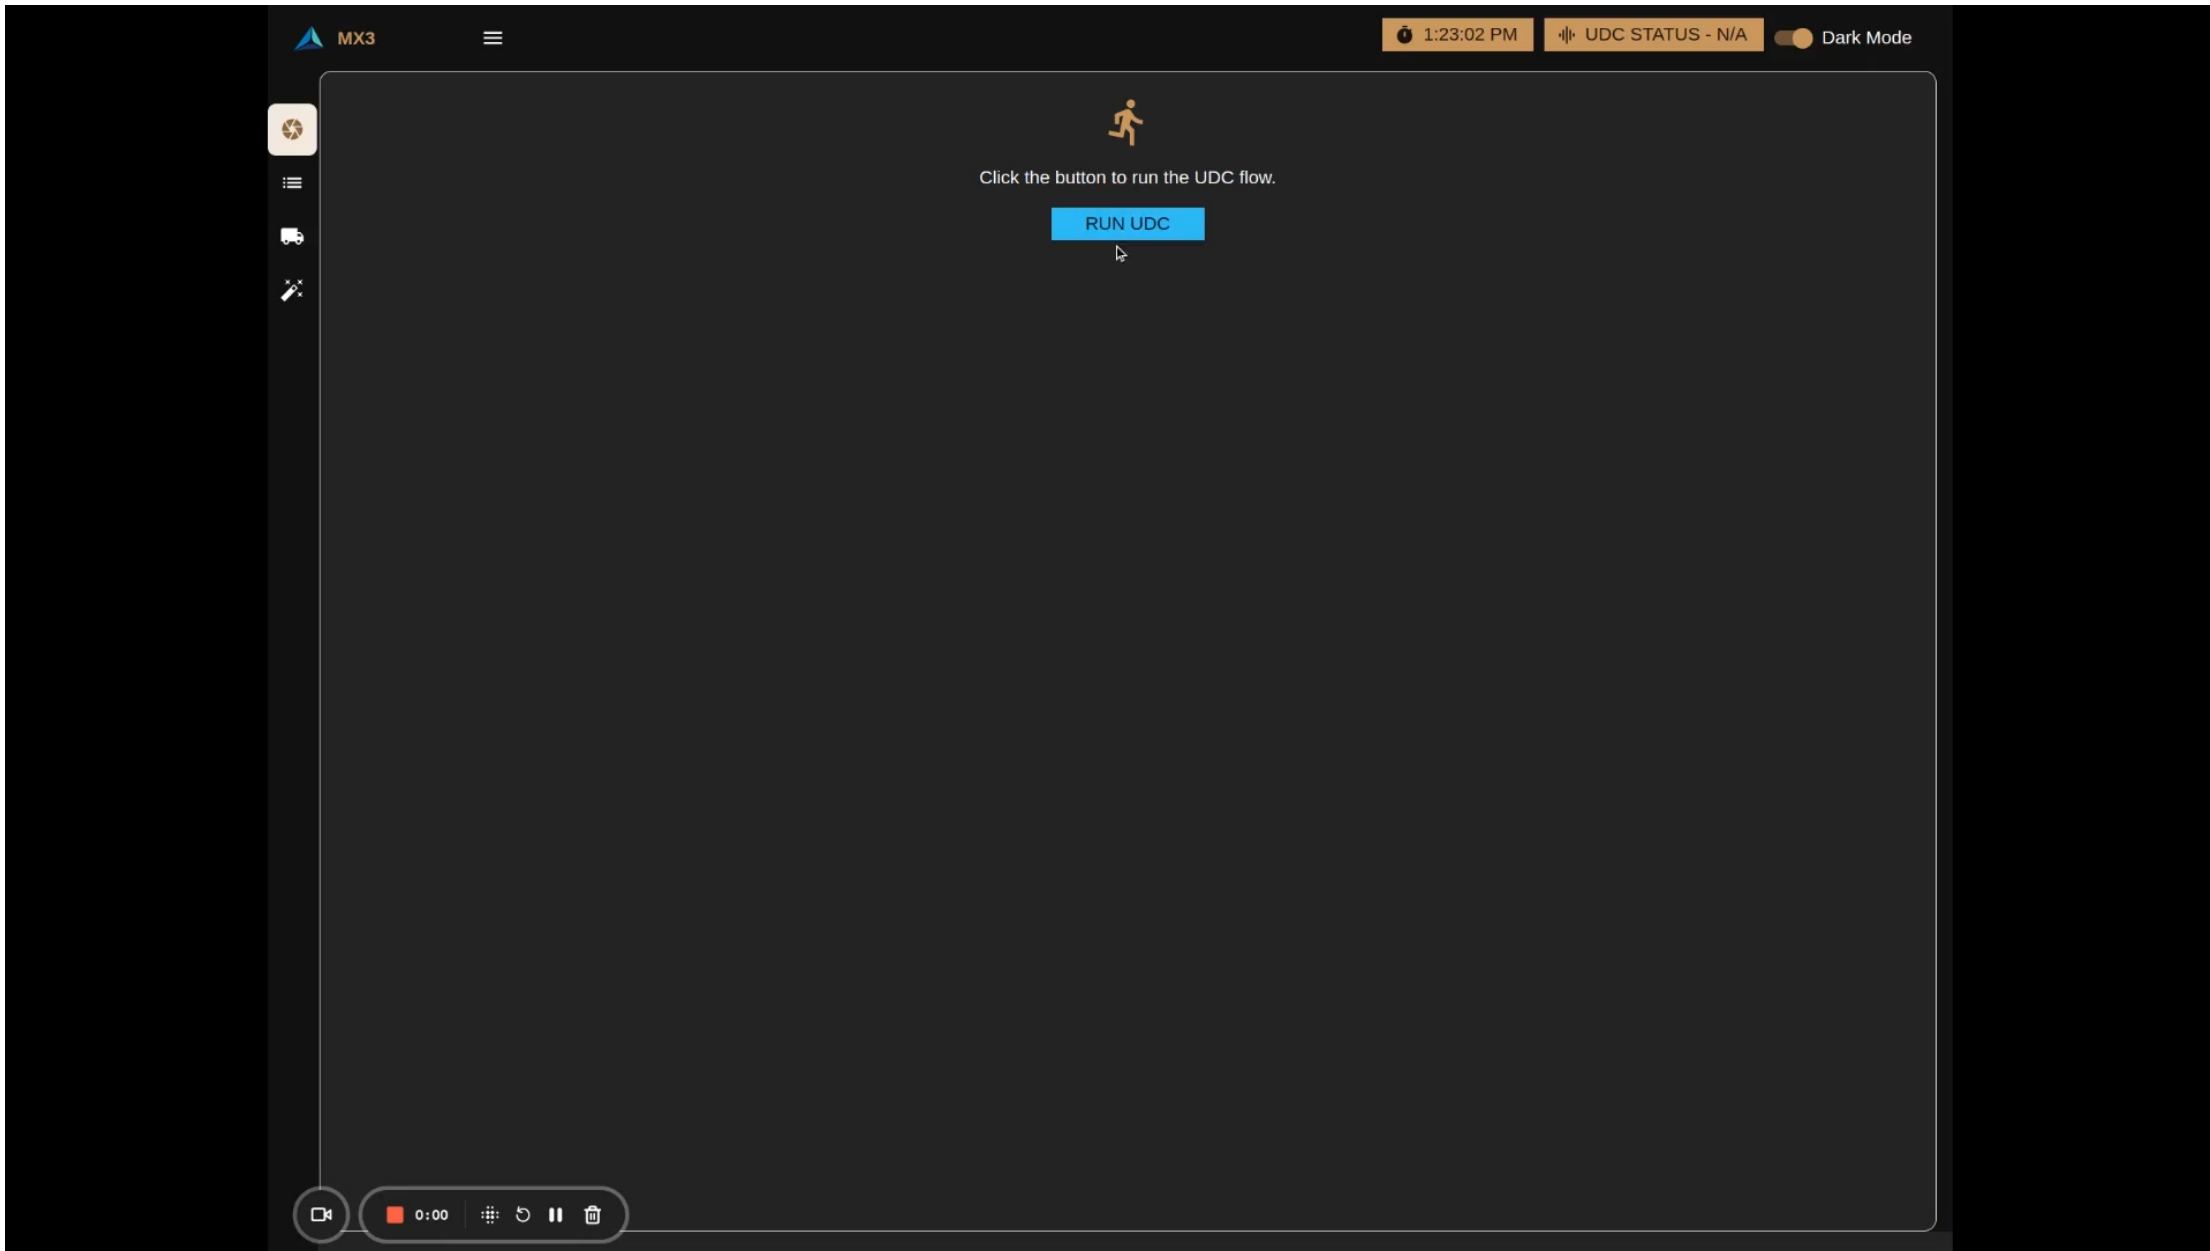 MX3
1:23:02 PM
UDC STATUS - N/A
Dark Mode
Click the button to run the UDC flow.
RUN UDC
0:00